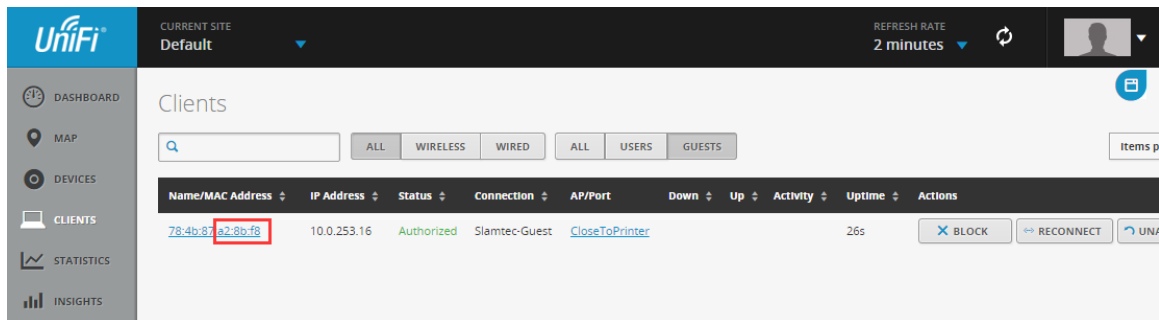 UniFi
CURRENT SITE
Default
REFRESH RATE
2 minutes
DASHBOARD
MAP
DEVICES
CLIENTS
STATISTICS
INSIGHTS
Clients
ALL WIRELESS WIRED ALL USERS GUESTS Items p
Name/MAC Address IP Address Status Connection AP/Port Down Up Activity Uptime Actions
78:4b:87:a2:8b:f8 10.0.253.16 Authorized Slamtec-Guest CloseToPrinter 26s BLOCK RECONNECT UNA